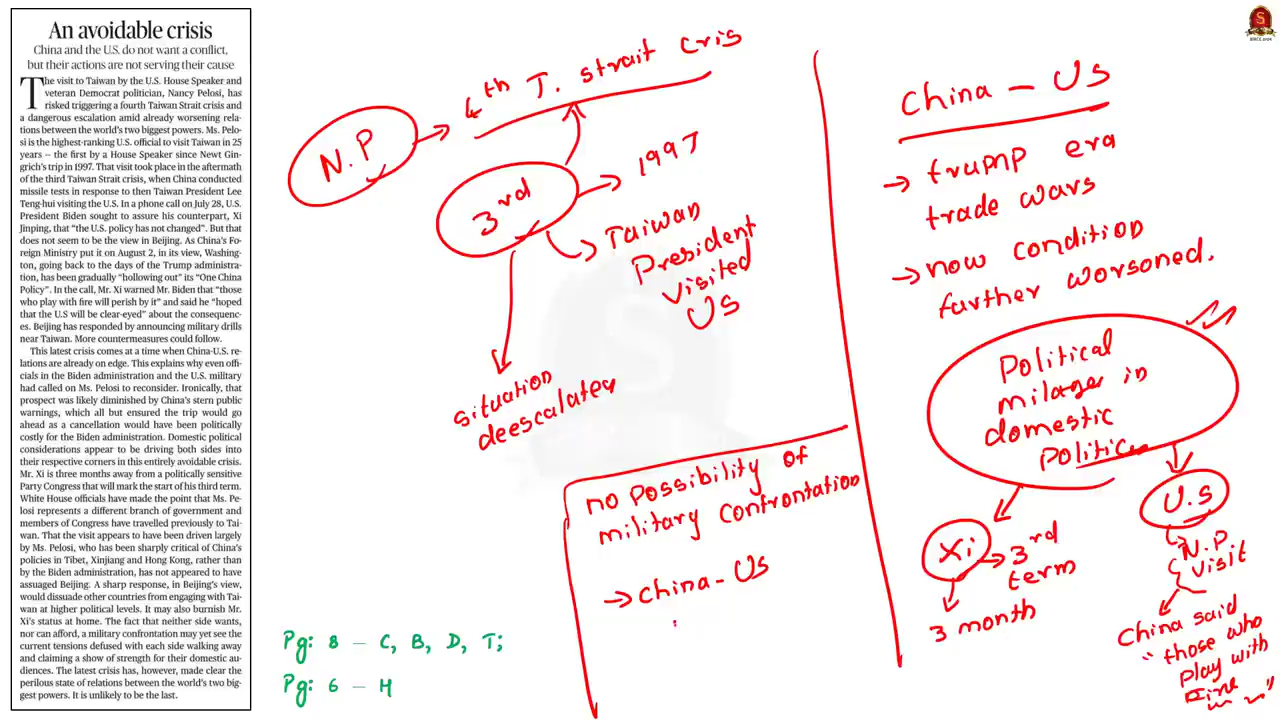 An avoidable crisis
China and the U.S. do not want a conflict,
but their actions are not serving their cause
The visit to Taiwan by the U.S. House Speaker and
veteran Democrat politician, Nancy Pelosi, has
risked triggering a fourth Taiwan Strait crisis and
a dangerous escalation amid already worsening rela-
tions between the world's two biggest powers. Ms. Pelo-
si is the highest-ranking U.S. official to visit Taiwan in 25
years — the first by a House Speaker since Newt Gin-
grich's trip in 1997. That visit took place in the aftermath
of the third Taiwan Strait crisis, when China conducted
missile tests in response to then Taiwan President Lee
Teng-hui visiting the U.S. In a phone call on July 28, U.S.
President Biden sought to assure his counterpart, Xi
Jinping, that "the U.S. policy has not changed". But that
does not seem to be the view in Beijing. As China's Fo-
reign Ministry put it on August 2, in its view, Washing-
ton, going back to the days of the Trump administra-
tion, has been gradually "hollowing out" its "One China
Policy". In the call, Mr. Xi warned Mr. Biden that "those
who play with fire will perish by it" and said he "hoped
that the U.S will be clear-eyed" about the consequenc-
es. Beijing has responded by announcing military drills
near Taiwan. More countermeasures could follow.
This latest crisis comes at a time when China-U.S. re-
lations are already on edge. This explains why even offi-
cials in the Biden administration and the U.S. military
had called on Ms. Pelosi to reconsider. Ironically, that
prospect was likely diminished by China's stern public
warnings, which all but ensured the trip would go
ahead as a cancellation would have been politically
costly for the Biden administration. Domestic political
considerations appear to be driving both sides into
their respective corners in this entirely avoidable crisis.
Mr. Xi is three months away from a politically sensitive
Party Congress that will mark the start of his third term.
White House officials have made the point that Ms. Pe-
losi represents a different branch of government and
members of Congress have travelled previously to Tai-
wan. That the visit appears to have been driven largely
by Ms. Pelosi, who has been sharply critical of China's
policies in Tibet, Xinjiang and Hong Kong, rather than
by the Biden administration, has not appeared to have
assuaged Beijing. A sharp response, in Beijing's view,
would dissuade other countries from engaging with Tai-
wan at higher political levels. It may also burnish Mr.
Xi's status at home. The fact that neither side wants,
nor can afford, a military confrontation may yet see the
current tensions defused with each side walking away
and claiming a show of strength for their domestic au-
diences. The latest crisis has, however, made clear the
perilous state of relations between the world's two big-
gest powers. It is unlikely to be the last.
N.P
4th T. strait cris
3rd
1997
Taiwan
President
visited
US
situation
deescalates
no Possibility of
military confrontation
China - US
Pg: 8 - C, B, D, T;
Pg: 6 - H
China - US
trump era
trade wars
now condition
further worsoned.
Political
milage in
domestic
Politics
Xi
3rd
term
3 month
U.S
N.P
visit
China said
"those who
play with
fire
S
SINCE 2004